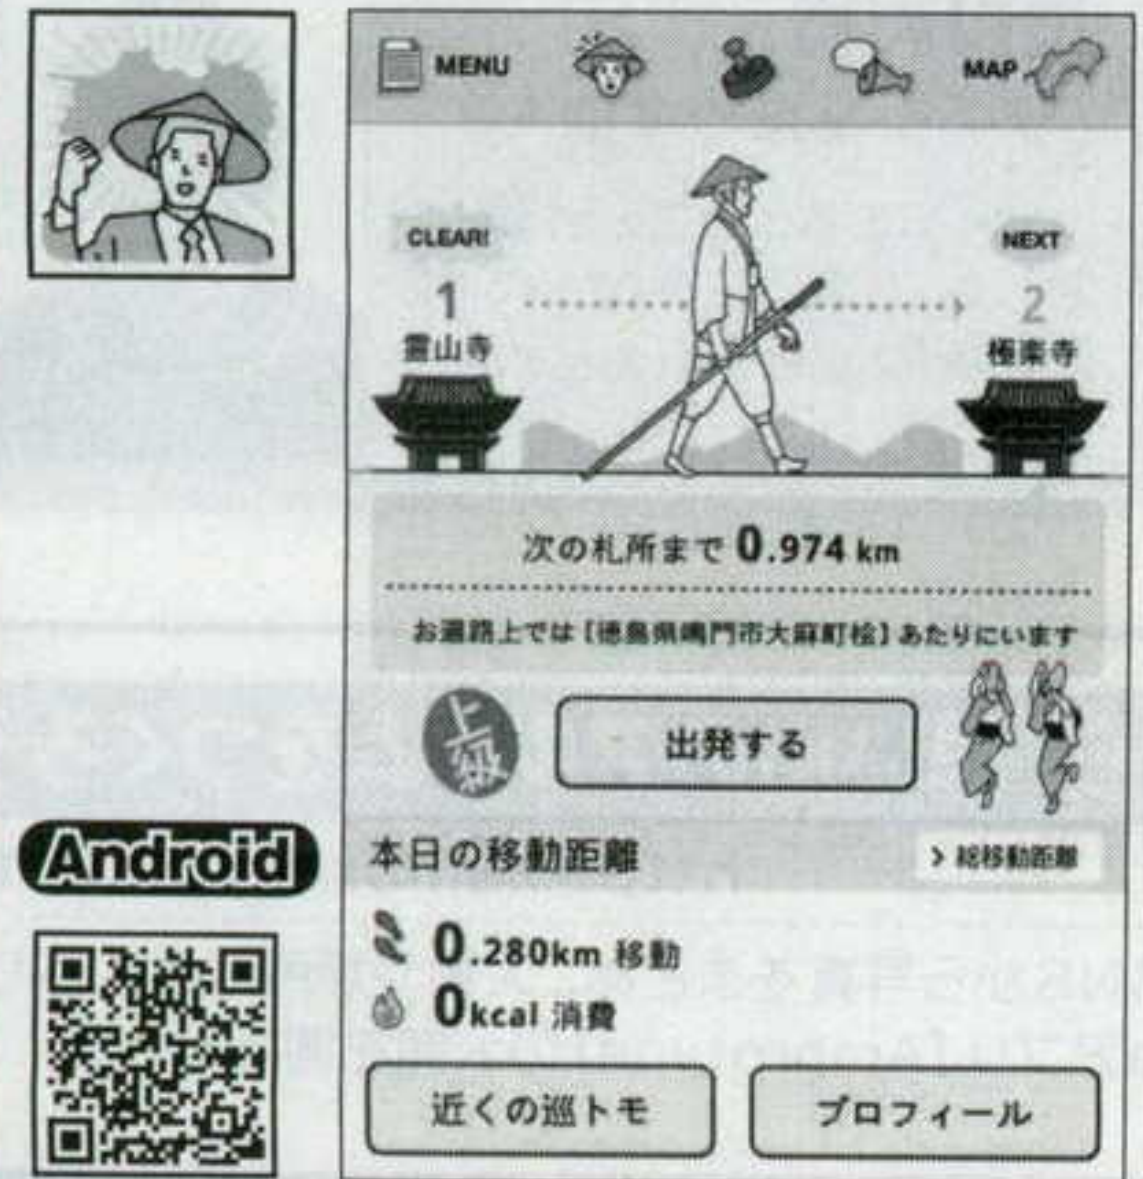 MENU
MAP
CLEAR!
NEXT
1
2
霊山寺
極楽寺
次の札所まで 0.974 km
お遍路上では【徳島県鳴門市大麻町桧】あたりにいます
上級
出発する
Android
本日の移動距離
> 総移動距離
0.280km 移動
0kcal 消費
近くの巡トモ
プロフィール